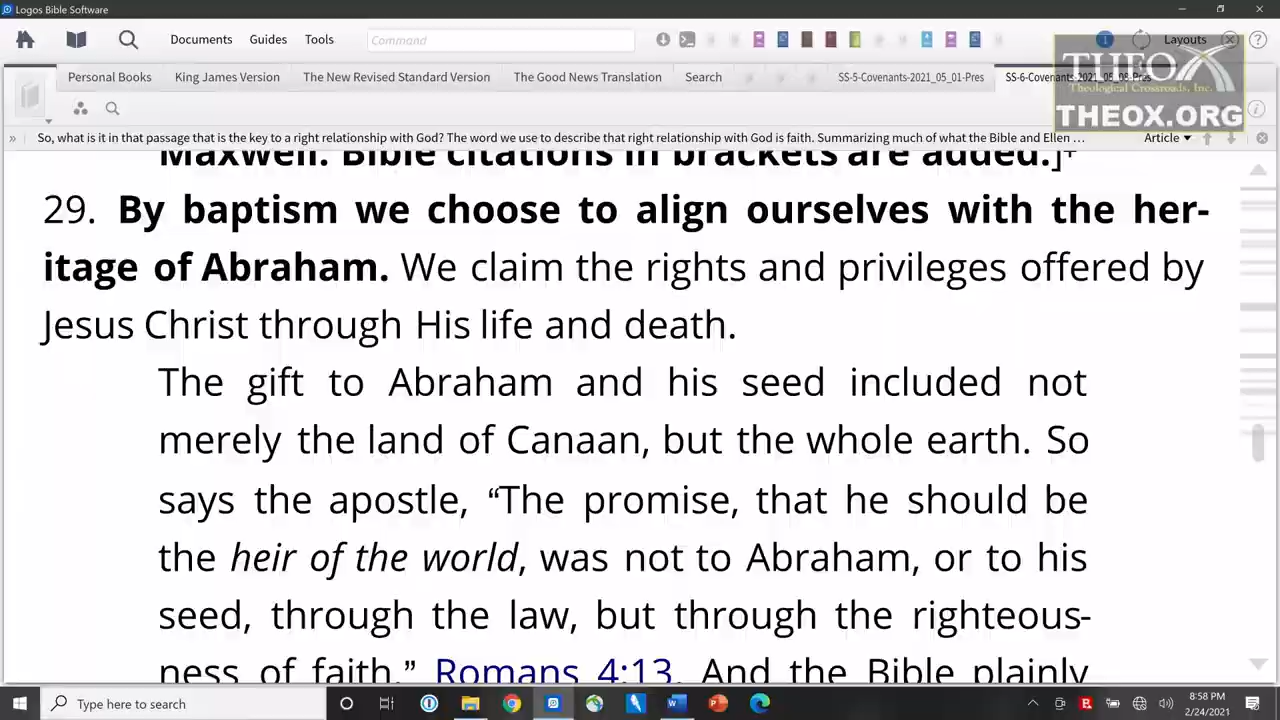 Logos Bible Software
Documents Guides Tools Command Layouts
THEOX
Theological Crossroads, Inc.
THEOX.ORG
Personal Books King James Version The New Revised Standard Version The Good News Translation Search SS-5-Covenants-2021_05_01-Pres
» So, what is it in that passage that is the key to a right relationship with God? The word we use to describe that right relationship with God is faith. Summarizing much of what the Bible and Ellen ... Article
Maxwell. Bible citations in brackets are added.]‡
29. By baptism we choose to align ourselves with the her-
itage of Abraham. We claim the rights and privileges offered by
Jesus Christ through His life and death.
The gift to Abraham and his seed included not
merely the land of Canaan, but the whole earth. So
says the apostle, “The promise, that he should be
the heir of the world, was not to Abraham, or to his
seed, through the law, but through the righteous-
ness of faith.” Romans 4:13. And the Bible plainly
Type here to search
8:58 PM
2/24/2021